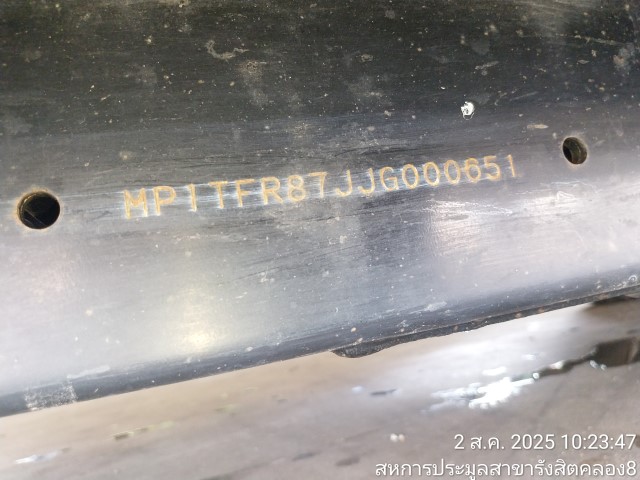 MP1TFR87JJG000651
2 ส.ค. 2025 10:23:47
สหการประมูลสาขารังสิตคลอง8